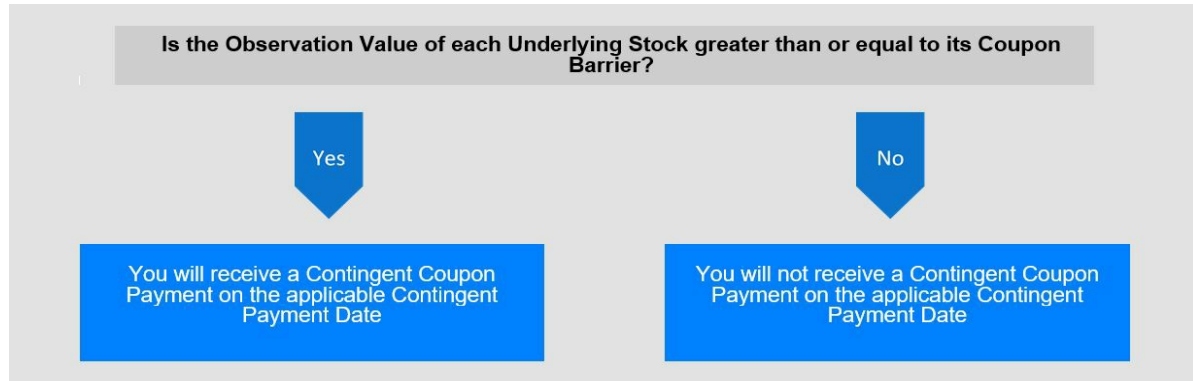 Is the Observation Value of each Underlying Stock greater than or equal to its Coupon
Barrier?
Yes
No
You will receive a Contingent Coupon
Payment on the applicable Contingent
Payment Date
You will not receive a Contingent Coupon
Payment on the applicable Contingent
Payment Date